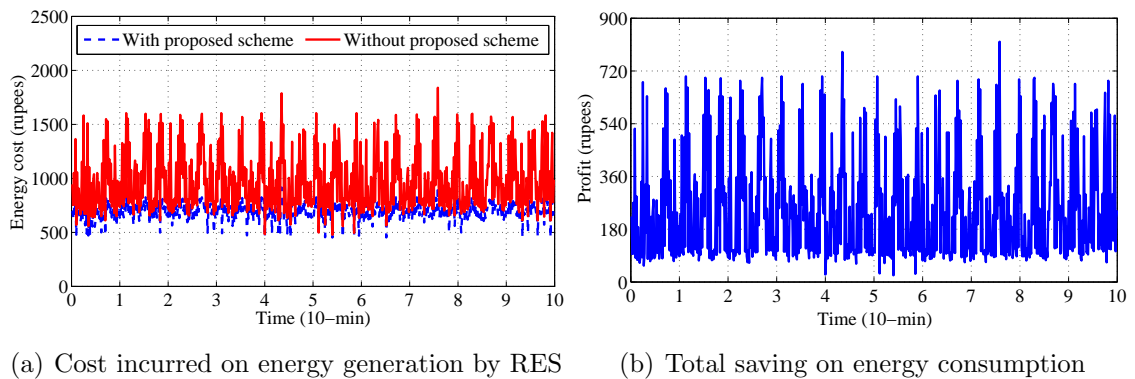 2500
2000
1500
1000
500
0
Energy cost (rupees)
With proposed scheme
Without proposed scheme
0 1 2 3 4 5 6 7 8 9 10
Time (10−min)
(a) Cost incurred on energy generation by RES
900
720
540
360
180
0
Profit (rupees)
0 1 2 3 4 5 6 7 8 9 10
Time (10−min)
(b) Total saving on energy consumption